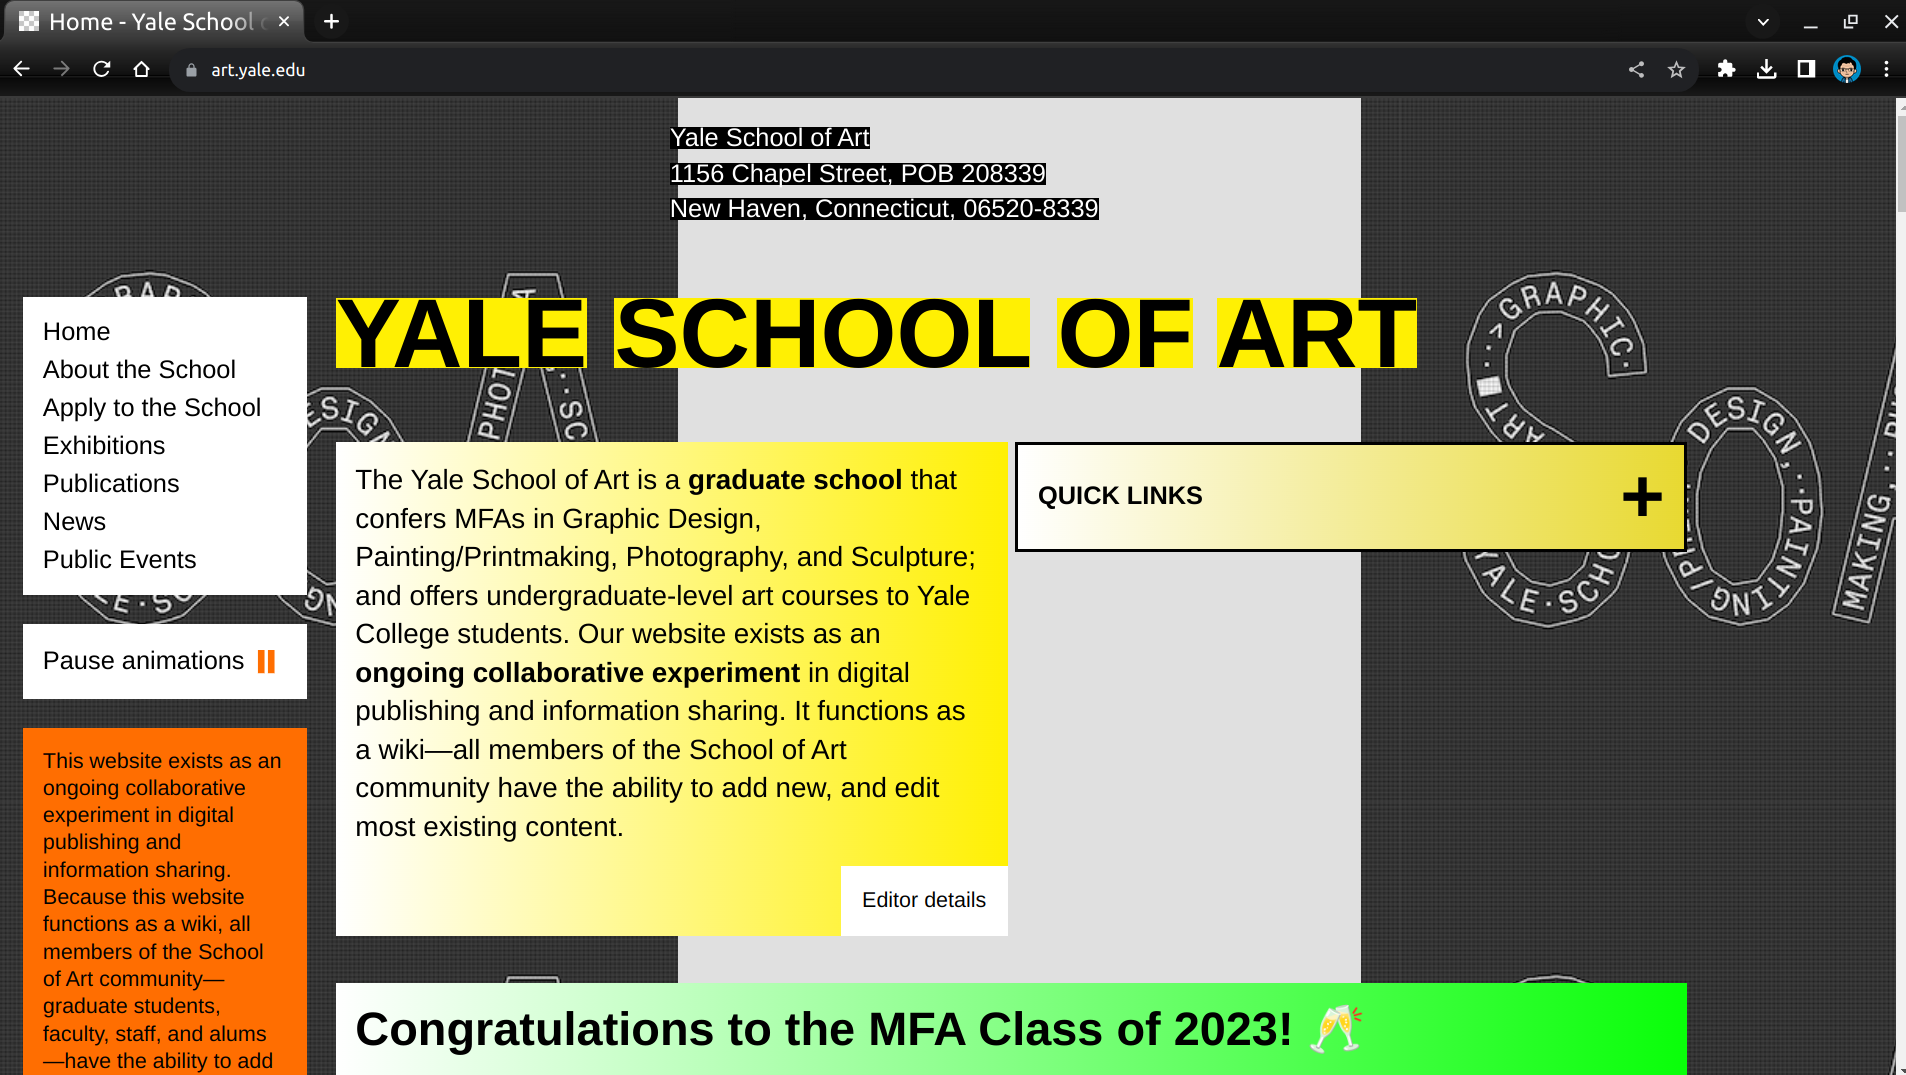 Home - Yale School
art.yale.edu
Yale School of Art
1156 Chapel Street, POB 208339
New Haven, Connecticut, 06520-8339
YALE SCHOOL OF ART
Home
About the School
Apply to the School
Exhibitions
Publications
News
Public Events
Pause animations
This website exists as an
ongoing collaborative
experiment in digital
publishing and
information sharing.
Because this website
functions as a wiki, all
members of the School
of Art community—
graduate students,
faculty, staff, and alums
—have the ability to add
The Yale School of Art is a graduate school that
confers MFAs in Graphic Design,
Painting/Printmaking, Photography, and Sculpture;
and offers undergraduate-level art courses to Yale
College students. Our website exists as an
ongoing collaborative experiment in digital
publishing and information sharing. It functions as
a wiki—all members of the School of Art
community have the ability to add new, and edit
most existing content.
Editor details
QUICK LINKS
Congratulations to the MFA Class of 2023! 🥂
GRAPHIC
ART
YALE·SCHO
DESIGN,
PAINTING/P
MAKING,